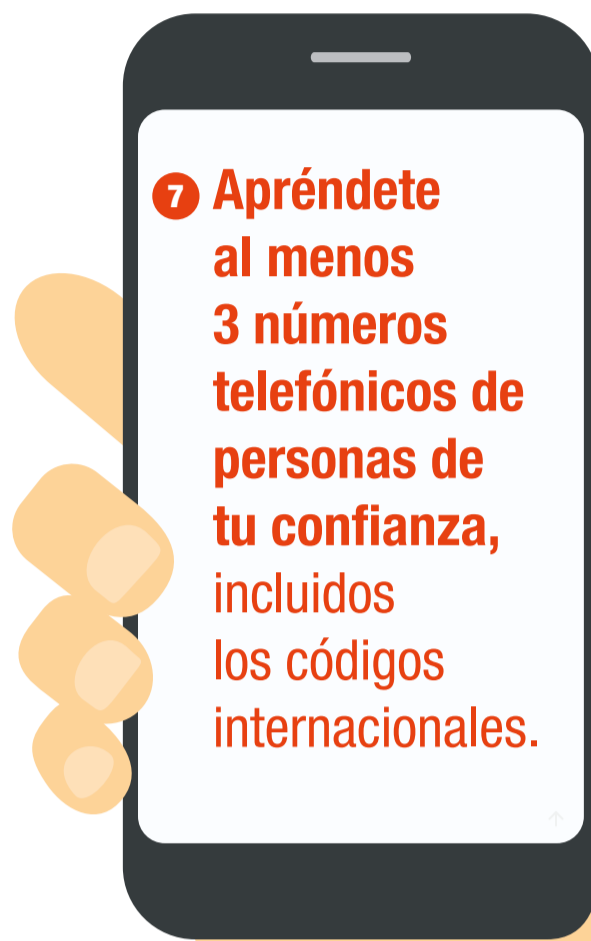 7 Apréndete
al menos
3 números
telefónicos de
personas de
tu confianza,
incluidos
los códigos
internacionales.